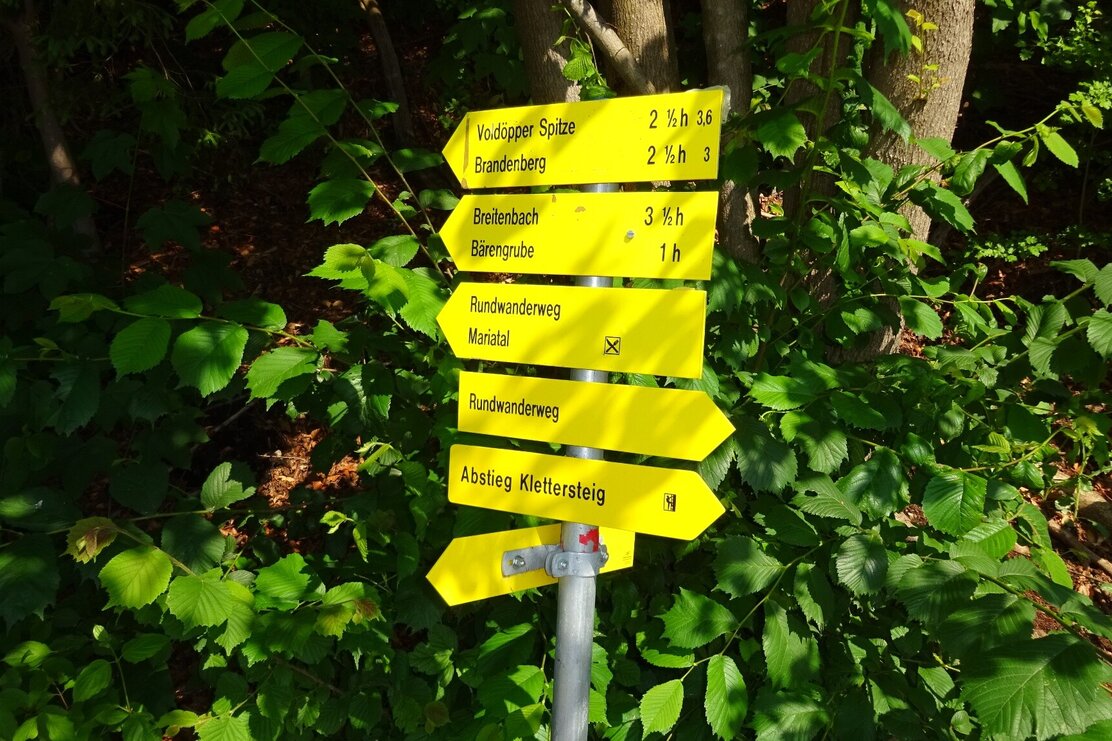 Voldöpper Spitze 2 ½h 3,6
Brandenberg 2 ½h 3
Breitenbach 3 ½h
Bärengrube 1 h
Rundwanderweg
Mariatal
Rundwanderweg
Abstieg Klettersteig